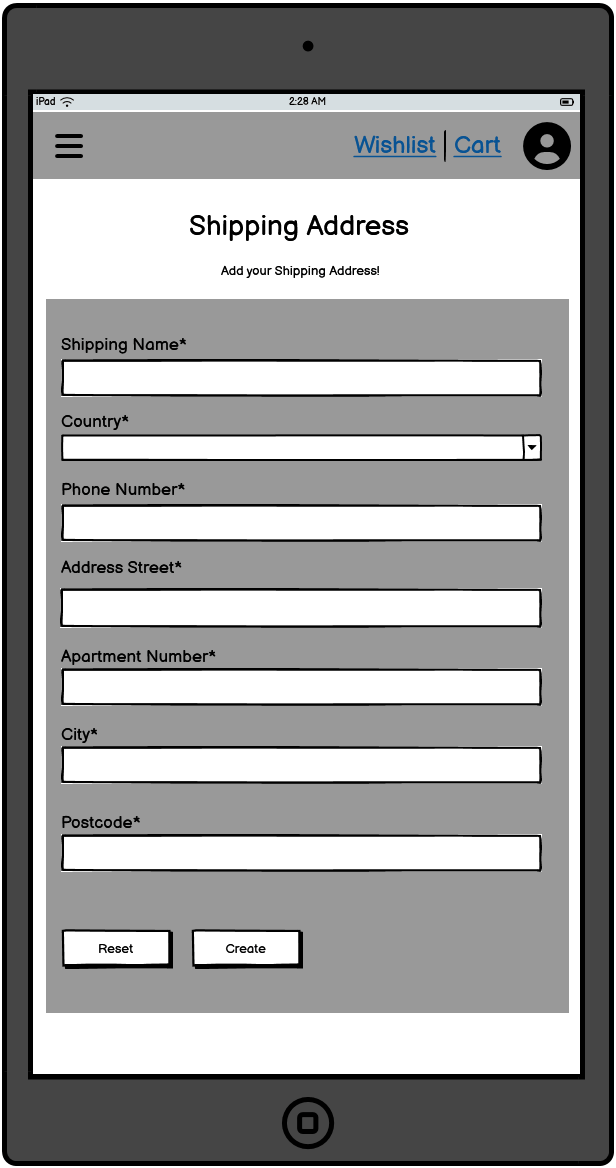 iPad 2:28 AM
Wishlist Cart
Shipping Address
Add your Shipping Address!
Shipping Name*
Country*
Phone Number*
Address Street*
Apartment Number*
City*
Postcode*
Reset Create